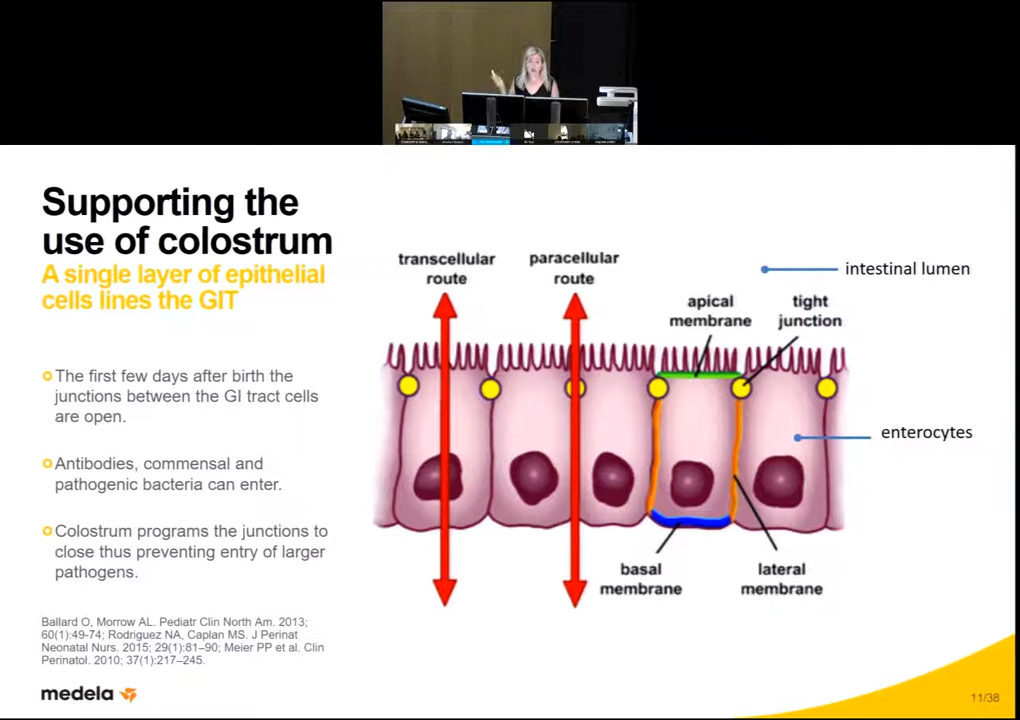 Supporting the
use of colostrum
A single layer of epithelial
cells lines the GIT
The first few days after birth the
junctions between the GI tract cells
are open.
Antibodies, commensal and
pathogenic bacteria can enter.
Colostrum programs the junctions to
close thus preventing entry of larger
pathogens.
Ballard O, Morrow AL. Pediatr Clin North Am. 2013;
60(1):49-74; Rodriguez NA, Caplan MS. J Perinat
Neonatal Nurs. 2015; 29(1):81–90; Meier PP et al. Clin
Perinatol. 2010; 37(1):217–245.
medela
transcellular
route
paracellular
route
apical
membrane
tight
junction
intestinal lumen
enterocytes
basal
membrane
lateral
membrane
11/38